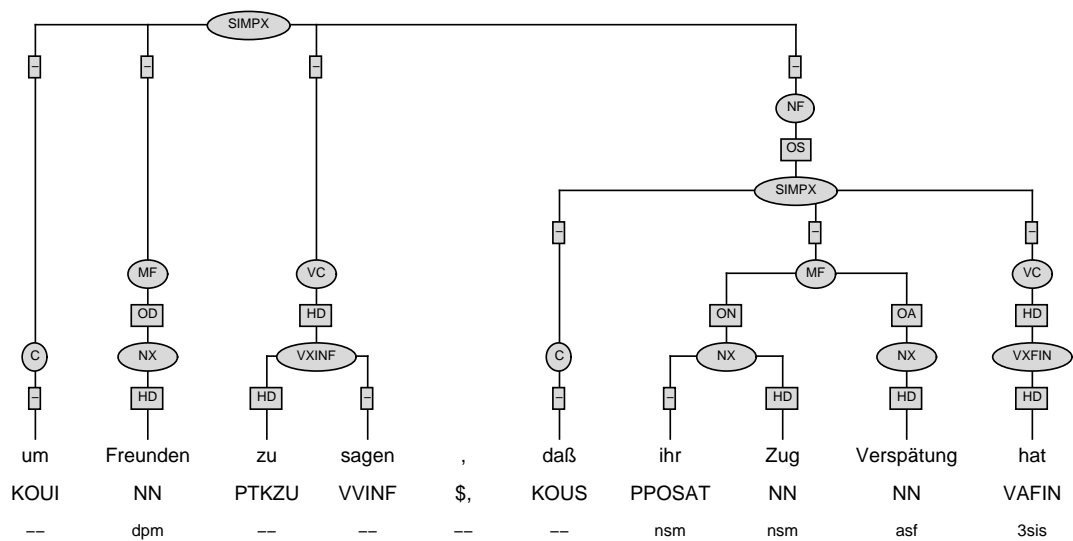 SIMPX
– – – –
NF
OS
SIMPX
– – –
MF VC MF VC
OD HD ON OA HD
C NX VXINF C NX NX VXFIN
– HD HD – – – HD HD HD
um Freunden zu sagen , daß ihr Zug Verspätung hat
KOUI NN PTKZU VVINF $, KOUS PPOSAT NN NN VAFIN
−− dpm −− −− −− −− nsm nsm asf 3sis